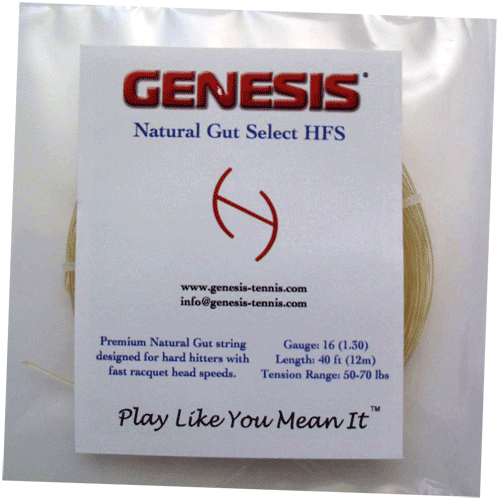 GENESIS®
Natural Gut Select HFS
www.genesis-tennis.com
info@genesis-tennis.com
Premium Natural Gut string
designed for hard hitters with
fast racquet head speeds.
Gauge: 16 (1.30)
Length: 40 ft (12m)
Tension Range: 50-70 lbs
Play Like You Mean It™